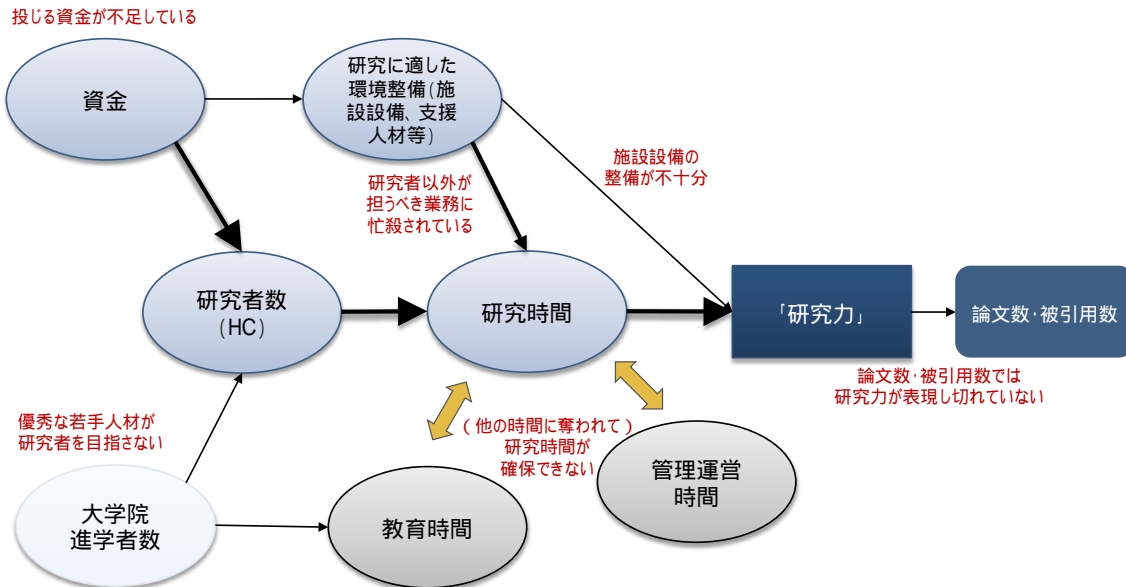 投じる資金が不足している
資金
研究に適した
環境整備(施
設設備、支援
人材等)
施設設備の
整備が不十分
研究者以外が
担うべき業務に
忙殺されている
研究者数
(HC)
研究時間
「研究力」
論文数・被引用数
論文数・被引用数では
研究力が表現し切れていない
優秀な若手人材が
研究者を目指さない
(他の時間に奪われて)
研究時間が
確保できない
管理運営
時間
大学院
進学者数
教育時間